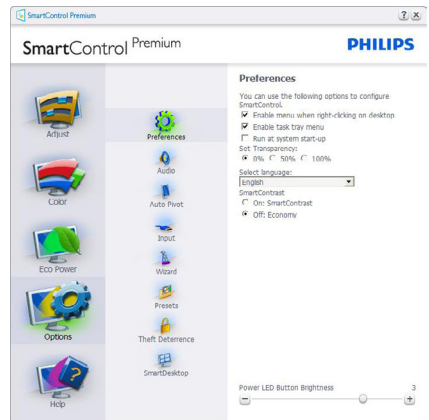 SmartControl Premium
? x
SmartControl Premium
PHILIPS
Adjust
Color
Eco Power
Options
Help
Preferences
Audio
Auto Pivot
Input
Wizard
Presets
Theft Deterrence
SmartDesktop
Preferences
You can use the following options to configure
SmartControl.
Enable menu when right-clicking on desktop
Enable task tray menu
Run at system start-up
Set Transparency:
0% 50% 100%
Select language:
English
SmartContrast
On: SmartContrast
Off: Economy
Power LED Button Brightness 3